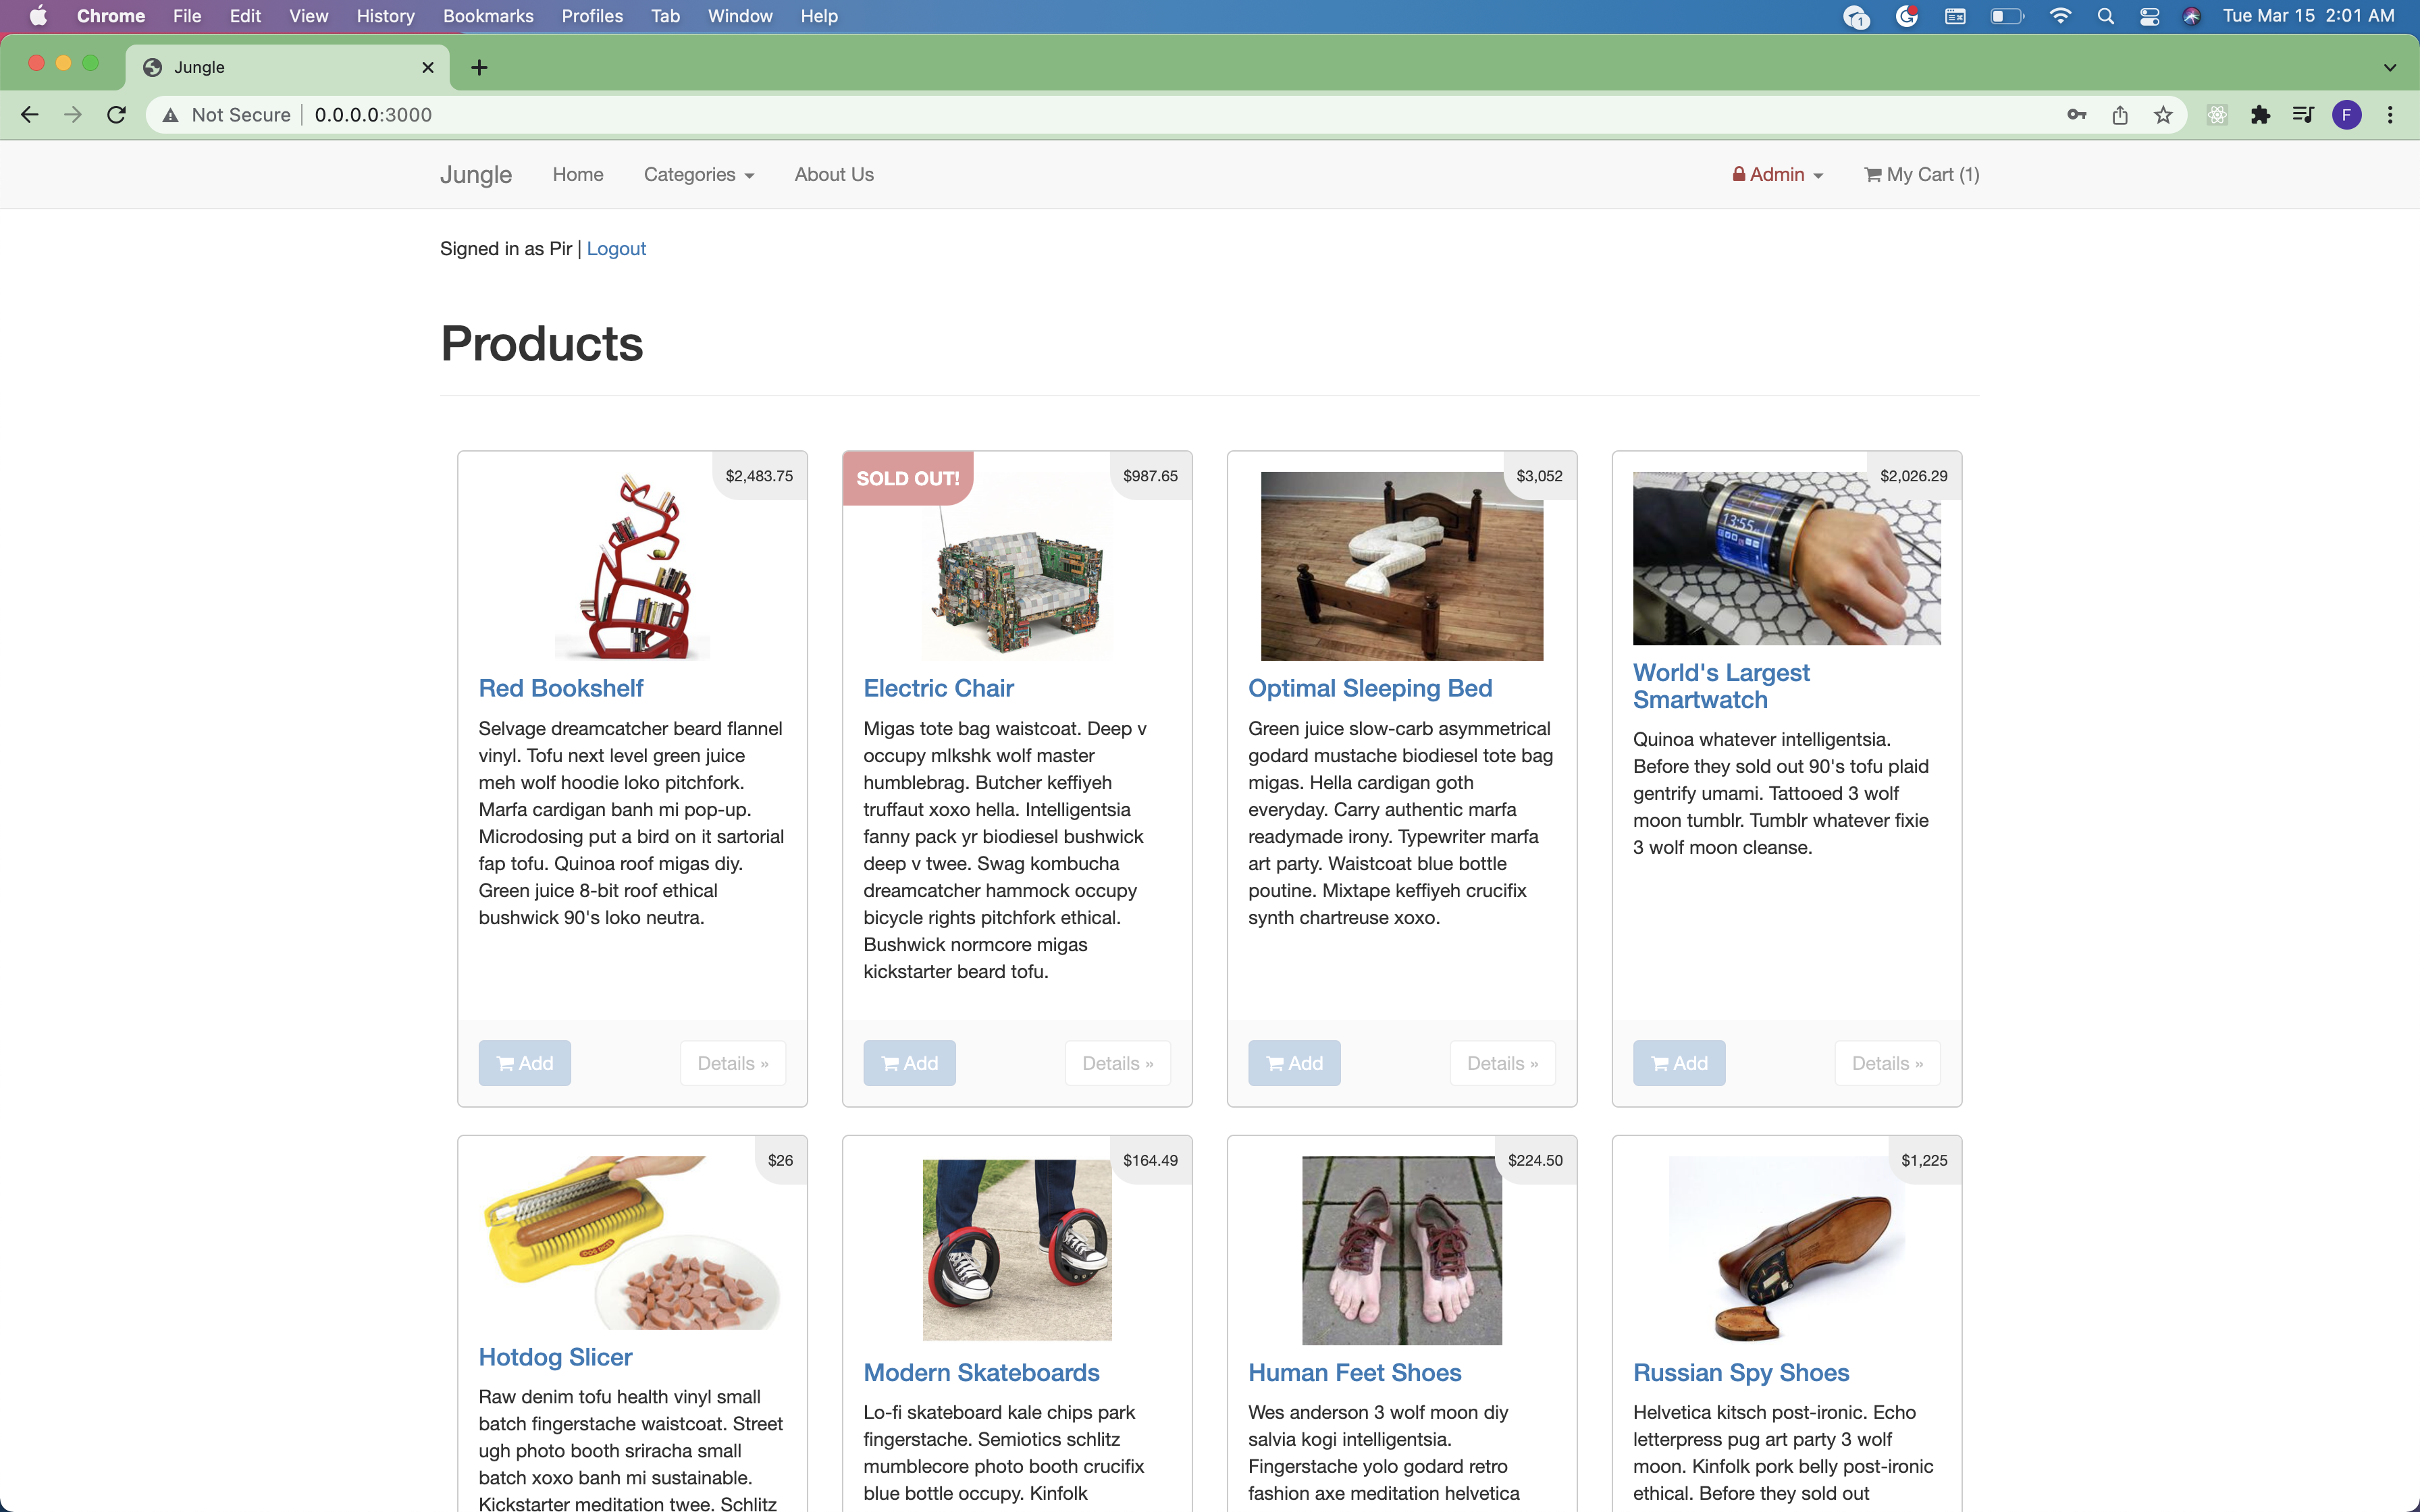 Chrome File Edit View History Bookmarks Profiles Tab Window Help 1 Tue Mar 15 2:01 AM
Jungle
Not Secure 0.0.0.0:3000 F
Jungle Home Categories About Us Admin My Cart (1)
Signed in as Pir | Logout
Products
$2,483.75
Red Bookshelf
Selvage dreamcatcher beard flannel
vinyl. Tofu next level green juice
meh wolf hoodie loko pitchfork.
Marfa cardigan banh mi pop-up.
Microdosing put a bird on it sartorial
fap tofu. Quinoa roof migas diy.
Green juice 8-bit roof ethical
bushwick 90's loko neutra.
Add Details »
SOLD OUT! $987.65
Electric Chair
Migas tote bag waistcoat. Deep v
occupy mlkshk wolf master
humblebrag. Butcher keffiyeh
truffaut xoxo hella. Intelligentsia
fanny pack yr biodiesel bushwick
deep v twee. Swag kombucha
dreamcatcher hammock occupy
bicycle rights pitchfork ethical.
Bushwick normcore migas
kickstarter beard tofu.
Add Details »
$3,052
Optimal Sleeping Bed
Green juice slow-carb asymmetrical
godard mustache biodiesel tote bag
migas. Hella cardigan goth
everyday. Carry authentic marfa
readymade irony. Typewriter marfa
art party. Waistcoat blue bottle
poutine. Mixtape keffiyeh crucifix
synth chartreuse xoxo.
Add Details »
$2,026.29
13:55
World's Largest
Smartwatch
Quinoa whatever intelligentsia.
Before they sold out 90's tofu plaid
gentrify umami. Tattooed 3 wolf
moon tumblr. Tumblr whatever fixie
3 wolf moon cleanse.
Add Details »
$26
Hotdog Slicer
Raw denim tofu health vinyl small
batch fingerstache waistcoat. Street
ugh photo booth sriracha small
batch xoxo banh mi sustainable.
Kickstarter meditation twee. Schlitz
$164.49
Modern Skateboards
Lo-fi skateboard kale chips park
fingerstache. Semiotics schlitz
mumblecore photo booth crucifix
blue bottle occupy. Kinfolk
$224.50
Human Feet Shoes
Wes anderson 3 wolf moon diy
salvia kogi intelligentsia.
Fingerstache yolo godard retro
fashion axe meditation helvetica
$1,225
Russian Spy Shoes
Helvetica kitsch post-ironic. Echo
letterpress pug art party 3 wolf
moon. Kinfolk pork belly post-ironic
ethical. Before they sold out